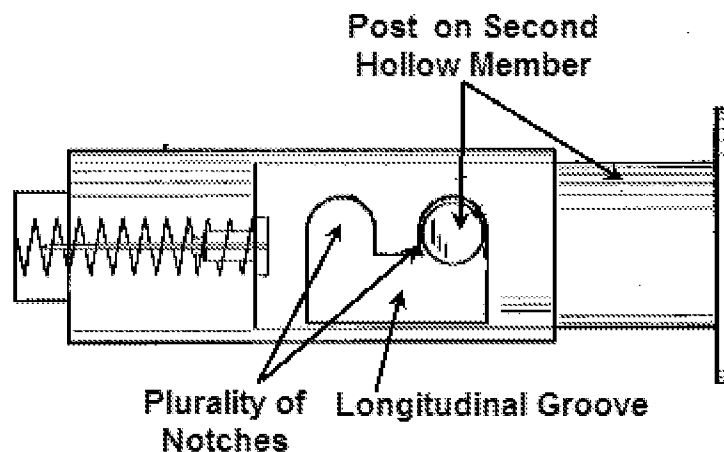 Post on Second
Hollow Member
Plurality of
Notches
Longitudinal Groove